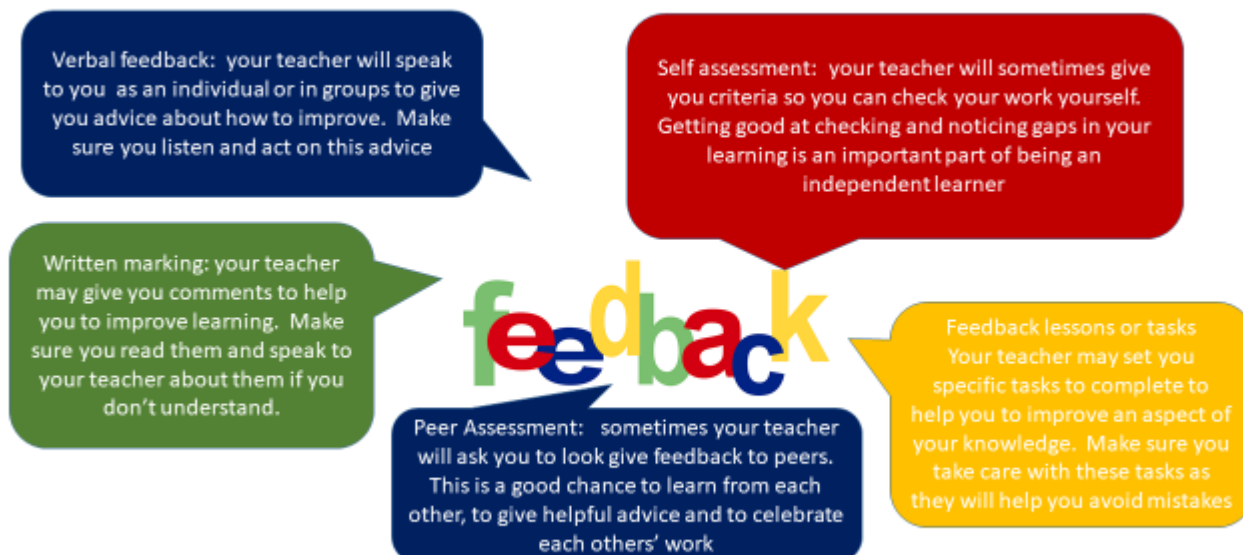 Verbal feedback:  your teacher will speak
to you  as an individual or in groups to give
you advice about how to improve.  Make
sure you listen and act on this advice
Self assessment:  your teacher will sometimes give
you criteria so you can check your work yourself.
Getting good at checking and noticing gaps in your
learning is an important part of being an
independent learner
Written marking: your teacher
may give you comments to help
you to improve learning.  Make
sure you read them and speak to
your teacher about them if you
don’t understand.
feedback
Feedback lessons or tasks
Your teacher may set you
specific tasks to complete to
help you to improve an aspect of
your knowledge.  Make sure you
take care with these tasks as
they will help you avoid mistakes
Peer Assessment:   sometimes your teacher
will ask you to look give feedback to peers.
This is a good chance to learn from each
other, to give helpful advice and to celebrate
each others’ work